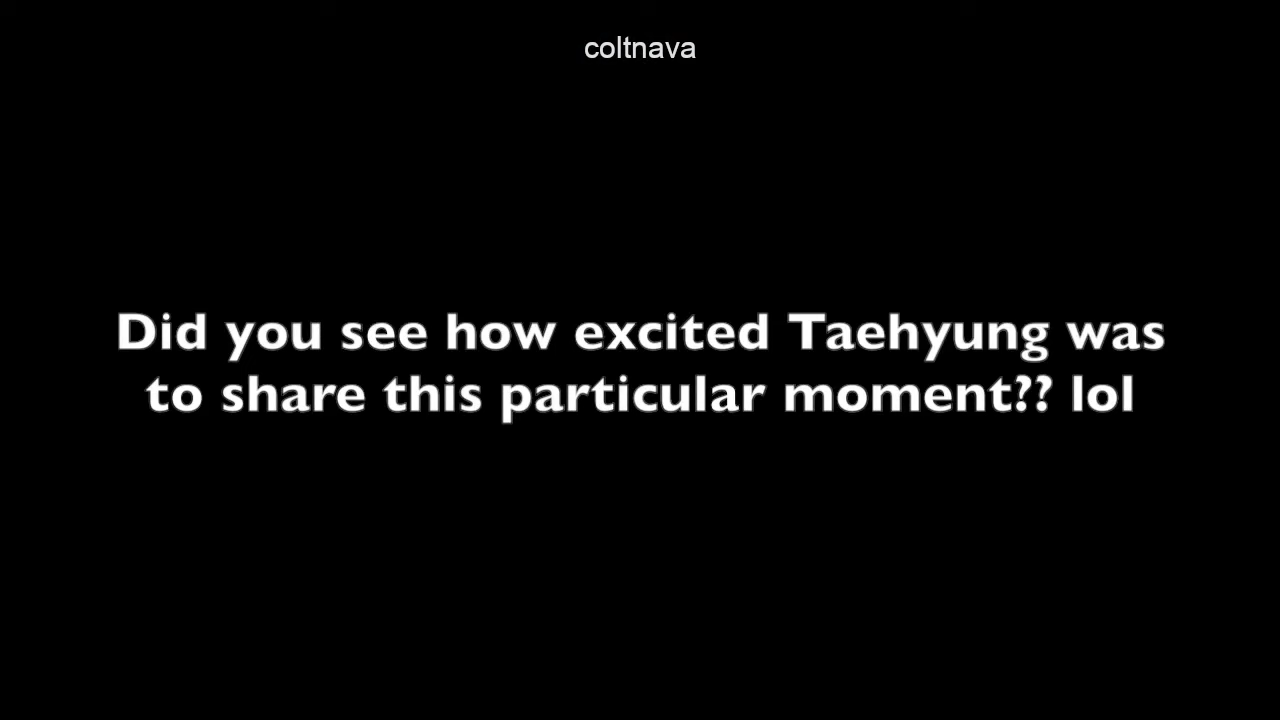 coltnava
Did you see how excited Taehyung was
to share this particular moment?? lol